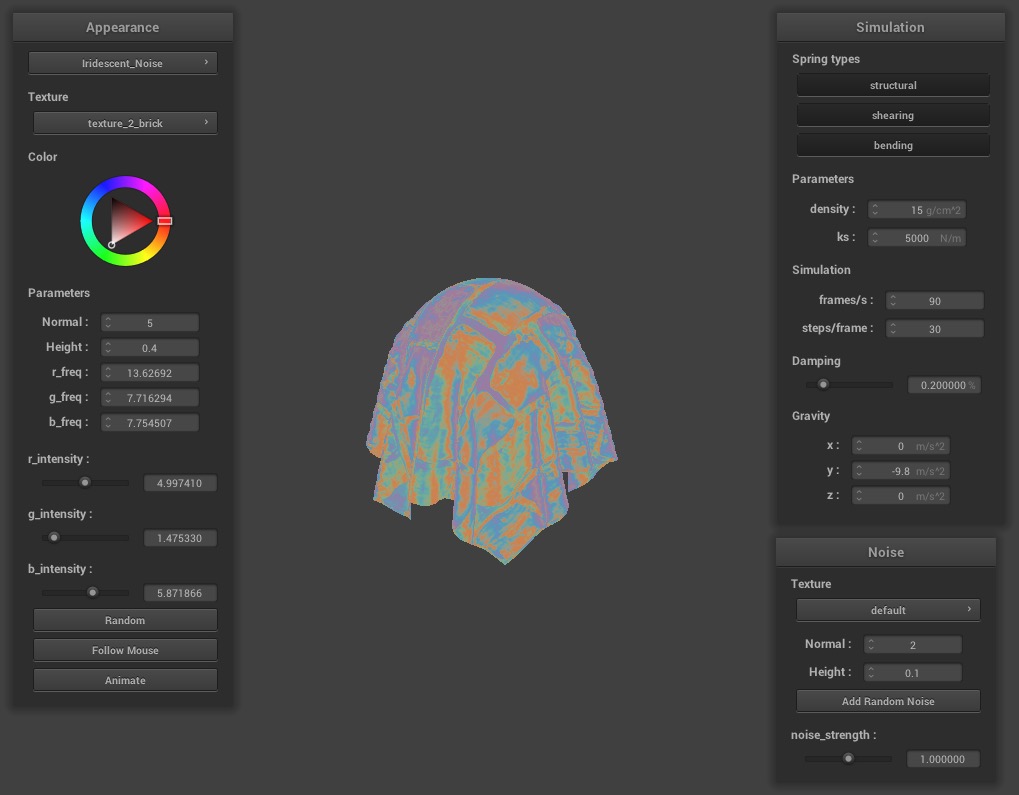 Appearance
Iridescent_Noise
Texture
texture_2_brick
Color
Parameters
Normal : 5
Height : 0.4
r_freq : 13.62692
g_freq : 7.716294
b_freq : 7.754507
r_intensity :
4.997410
g_intensity :
1.475330
b_intensity :
5.871866
Random
Follow Mouse
Animate
Simulation
Spring types
structural
shearing
bending
Parameters
density : 15 g/cm^2
ks : 5000 N/m
Simulation
frames/s : 90
steps/frame : 30
Damping
0.200000 %
Gravity
x : 0 m/s^2
y : -9.8 m/s^2
z : 0 m/s^2
Noise
Texture
default
Normal : 2
Height : 0.1
Add Random Noise
noise_strength :
1.000000